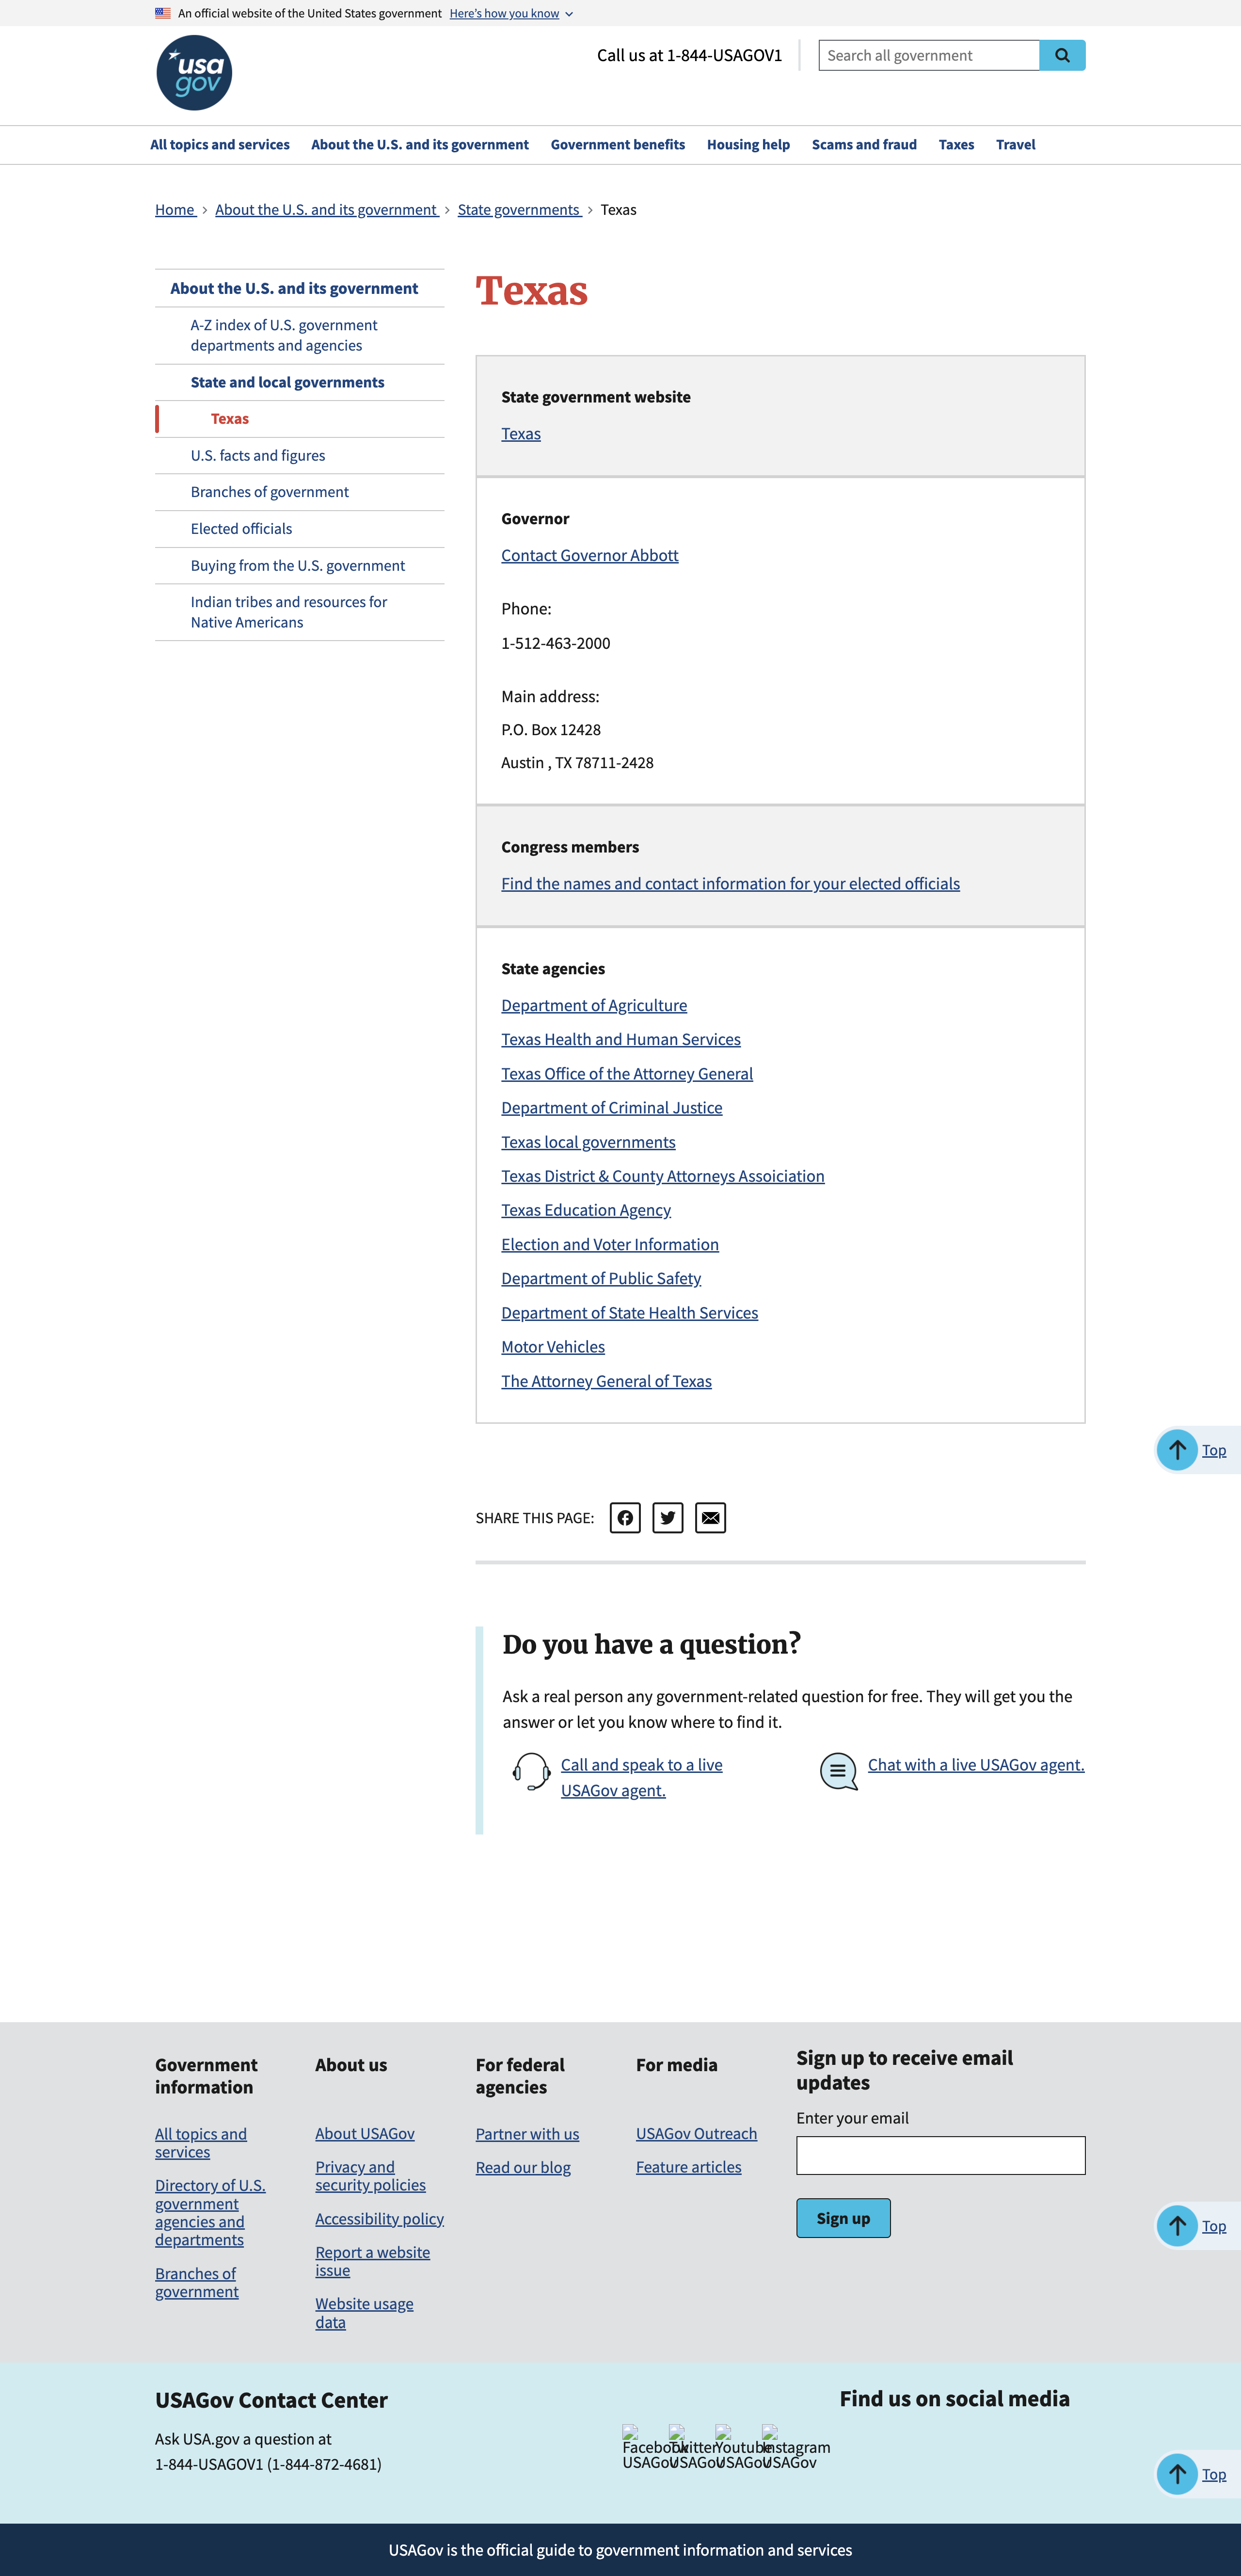 An official website of the United States government Here's how you know
usa
gov
Call us at 1-844-USAGOV1
Search all government
All topics and services About the U.S. and its government Government benefits Housing help Scams and fraud Taxes Travel
Home About the U.S. and its government State governments Texas
About the U.S. and its government
A-Z index of U.S. government
departments and agencies
State and local governments
Texas
U.S. facts and figures
Branches of government
Elected officials
Buying from the U.S. government
Indian tribes and resources for
Native Americans
Texas
State government website
Texas
Governor
Contact Governor Abbott
Phone:
1-512-463-2000
Main address:
P.O. Box 12428
Austin , TX 78711-2428
Congress members
Find the names and contact information for your elected officials
State agencies
Department of Agriculture
Texas Health and Human Services
Texas Office of the Attorney General
Department of Criminal Justice
Texas local governments
Texas District & County Attorneys Assoiciation
Texas Education Agency
Election and Voter Information
Department of Public Safety
Department of State Health Services
Motor Vehicles
The Attorney General of Texas
Top
SHARE THIS PAGE:
Do you have a question?
Ask a real person any government-related question for free. They will get you the
answer or let you know where to find it.
Call and speak to a live
USAGov agent.
Chat with a live USAGov agent.
Government
information
All topics and
services
Directory of U.S.
government
agencies and
departments
Branches of
government
About us
About USAGov
Privacy and
security policies
Accessibility policy
Report a website
issue
Website usage
data
For federal
agencies
Partner with us
Read our blog
For media
USAGov Outreach
Feature articles
Sign up to receive email
updates
Enter your email
Sign up
Top
USAGov Contact Center
Ask USA.gov a question at
1-844-USAGOV1 (1-844-872-4681)
Find us on social media
Facebook Twitter Youtube Instagram
USAGov USAGov USAGov USAGov
Top
USAGov is the official guide to government information and services